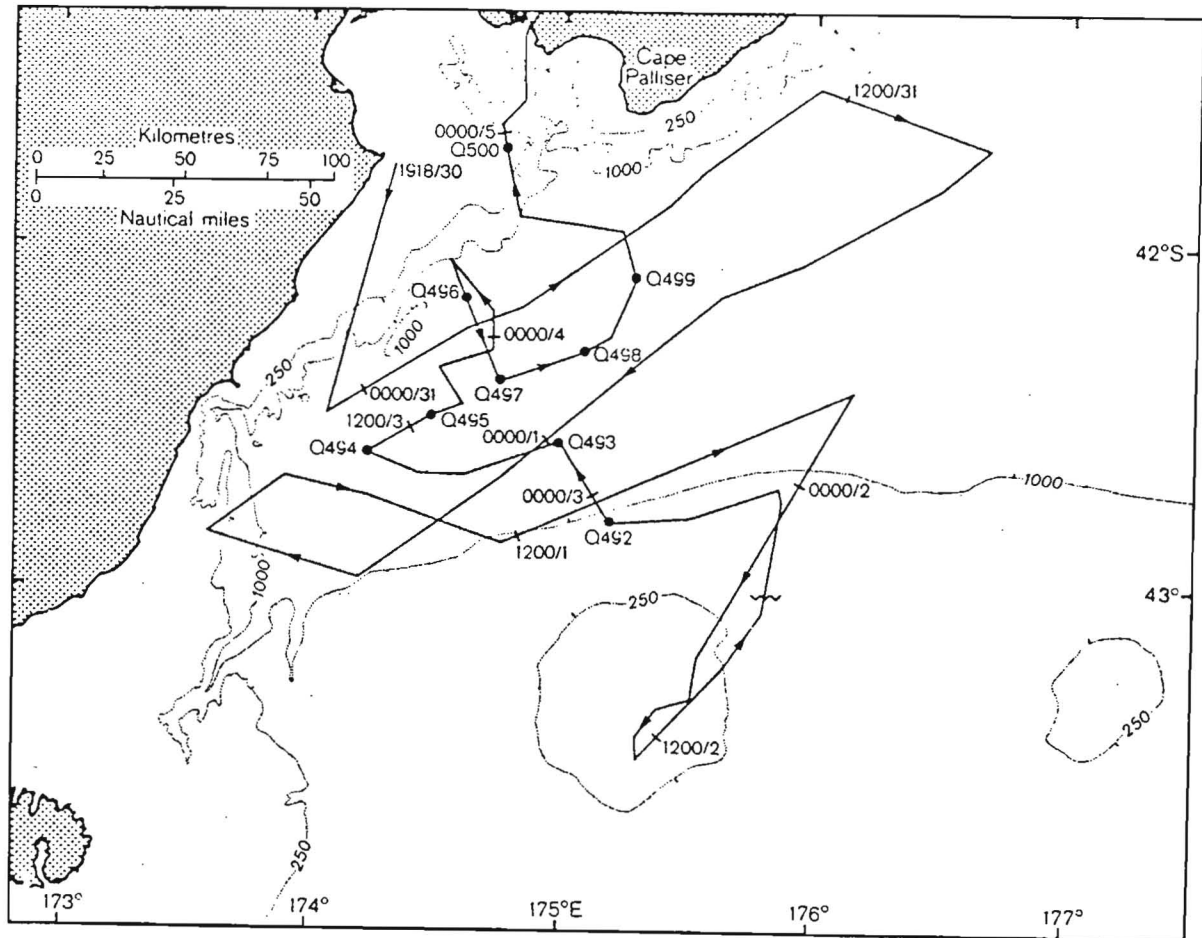 Cape
Palliser
250
1200/31
Kilometres
0 25 50 75 100
0 25 50
Nautical miles
0000/5
Q500
1000
1918/30
42°S
Q499
Q496
1000
0000/4
250
Q498
Q497
0000/31
1200/3
Q495
0000/1
Q493
Q494
0000/3
0000/2
1000
Q492
1200/1
1000
250
43°
250
1200/2
250
173°
174°
175°E
176°
177°